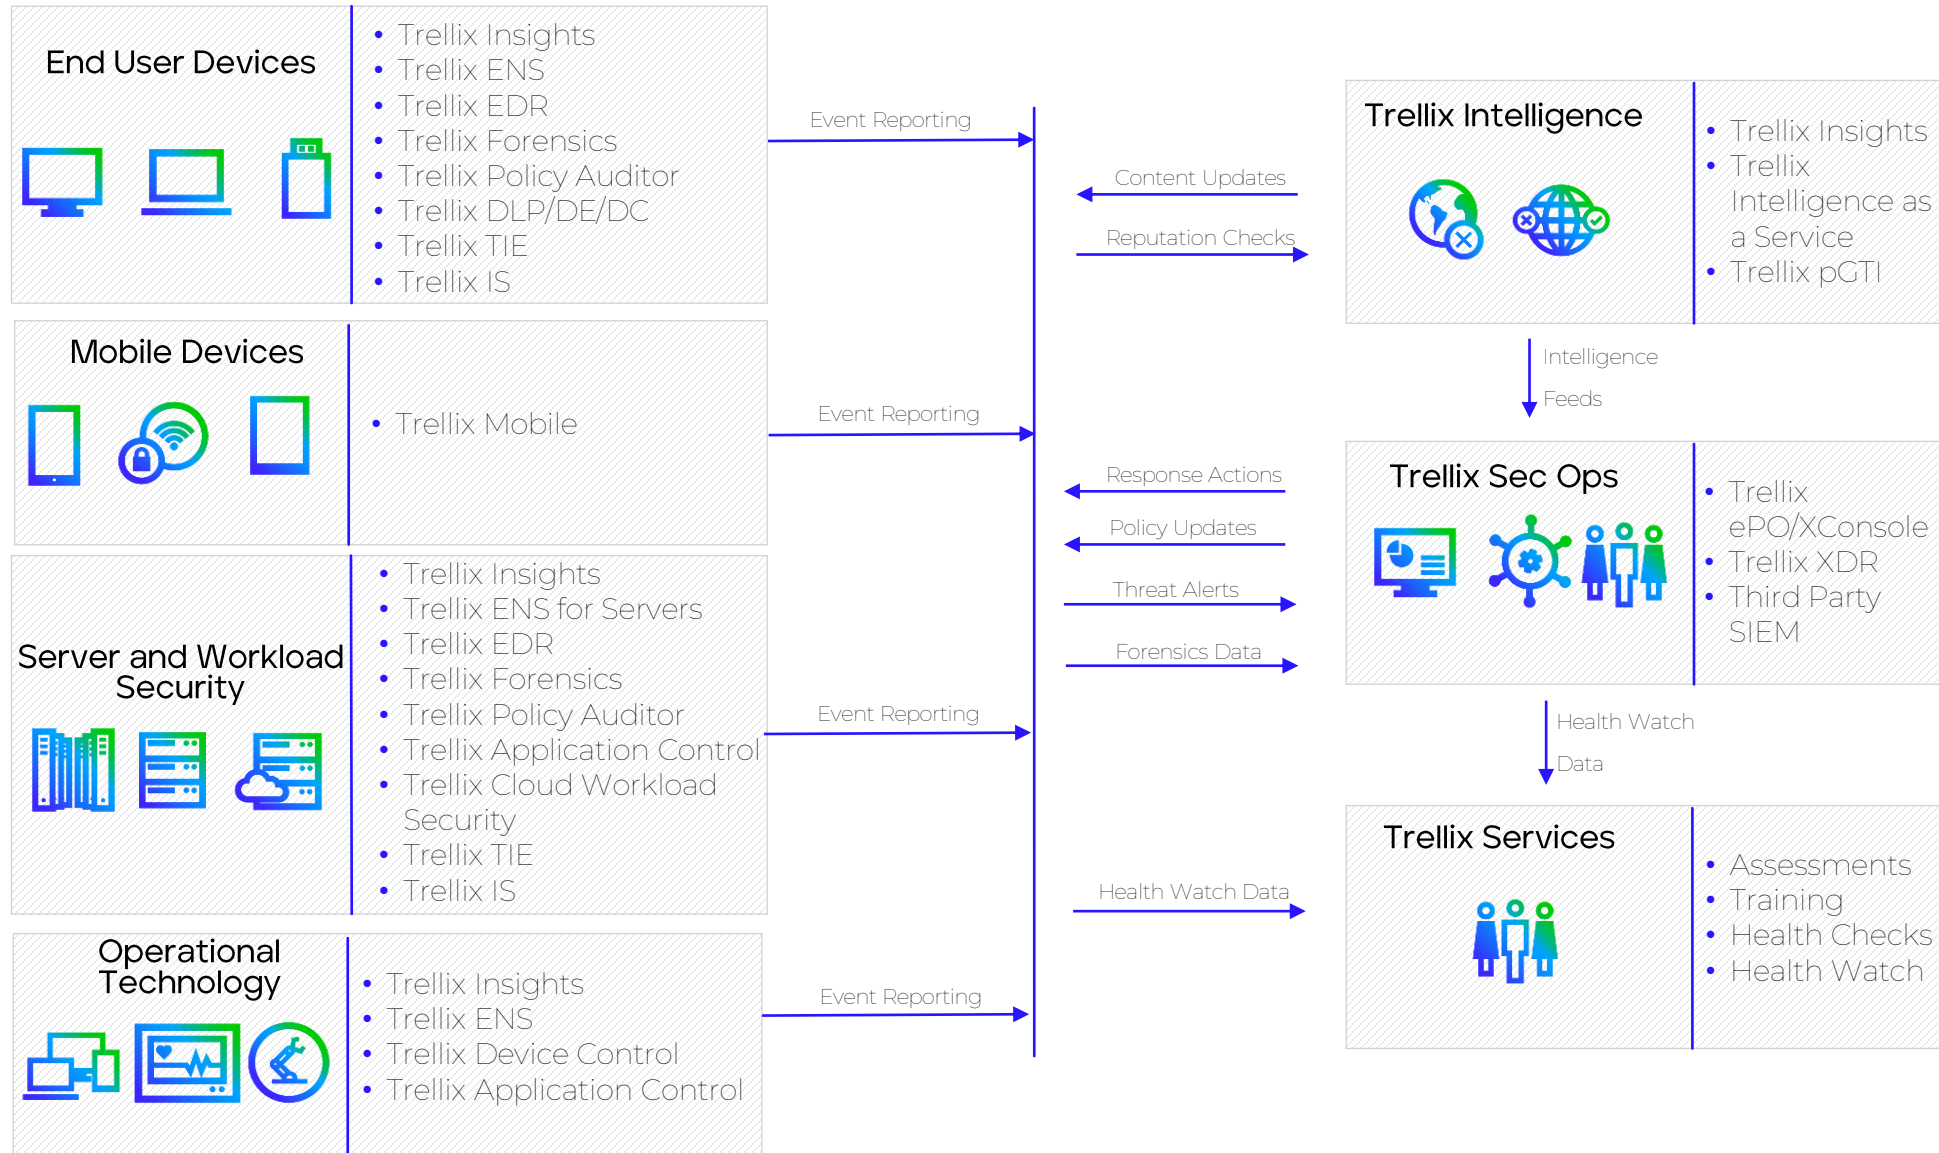 End User Devices
• Trellix Insights
• Trellix ENS
• Trellix EDR
• Trellix Forensics
• Trellix Policy Auditor
• Trellix DLP/DE/DC
• Trellix TIE
• Trellix IS
Event Reporting
Mobile Devices
• Trellix Mobile
Event Reporting
Server and Workload
Security
• Trellix Insights
• Trellix ENS for Servers
• Trellix EDR
• Trellix Forensics
• Trellix Policy Auditor
• Trellix Application Control
• Trellix Cloud Workload
Security
• Trellix TIE
• Trellix IS
Event Reporting
Operational
Technology
• Trellix Insights
• Trellix ENS
• Trellix Device Control
• Trellix Application Control
Event Reporting
Content Updates
Reputation Checks
Response Actions
Policy Updates
Threat Alerts
Forensics Data
Health Watch Data
Trellix Intelligence
• Trellix Insights
• Trellix
Intelligence as
a Service
• Trellix pGTI
Intelligence
Feeds
Trellix Sec Ops
• Trellix
ePO/XConsole
• Trellix XDR
• Third Party
SIEM
Health Watch
Data
Trellix Services
• Assessments
• Training
• Health Checks
• Health Watch